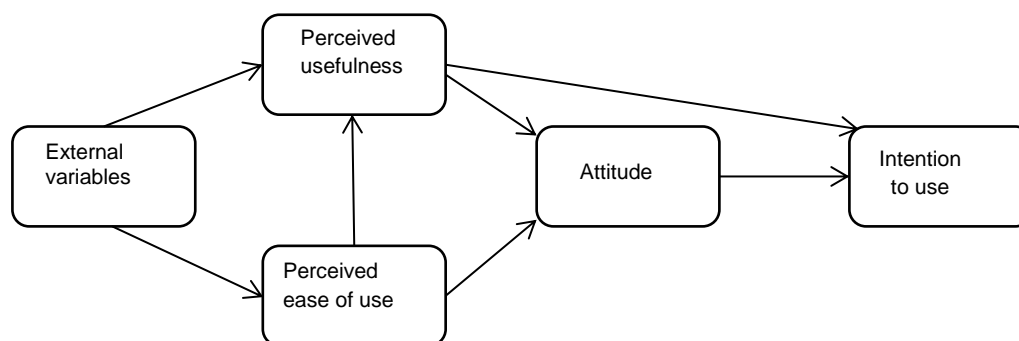 Perceived
usefulness
External
variables
Attitude
Intention
to use
Perceived
ease of use